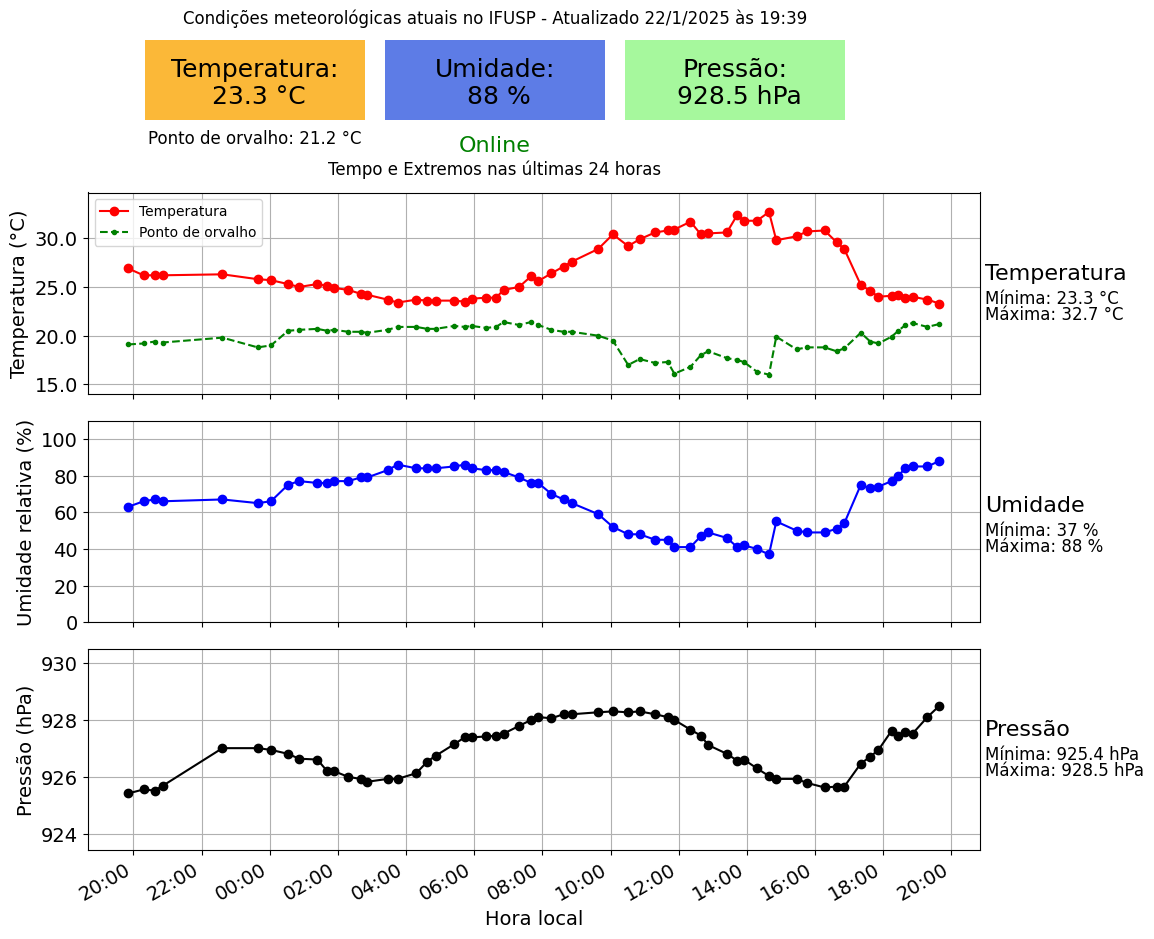 Condições meteorológicas atuais no IFUSP - Atualizado 22/1/2025 às 19:39
Temperatura:
23.3 °C
Umidade:
88 %
Pressão:
928.5 hPa
Ponto de orvalho: 21.2 °C
Online
Tempo e Extremos nas últimas 24 horas
Temperatura (°C)
30.0
25.0
20.0
15.0
Temperatura
Ponto de orvalho
Temperatura
Mínima: 23.3 °C
Máxima: 32.7 °C
Umidade relativa (%)
100
80
60
40
20
0
Umidade
Mínima: 37 %
Máxima: 88 %
Pressão (hPa)
930
928
926
924
Pressão
Mínima: 925.4 hPa
Máxima: 928.5 hPa
20:00 22:00 00:00 02:00 04:00 06:00 08:00 10:00 12:00 14:00 16:00 18:00 20:00
Hora local